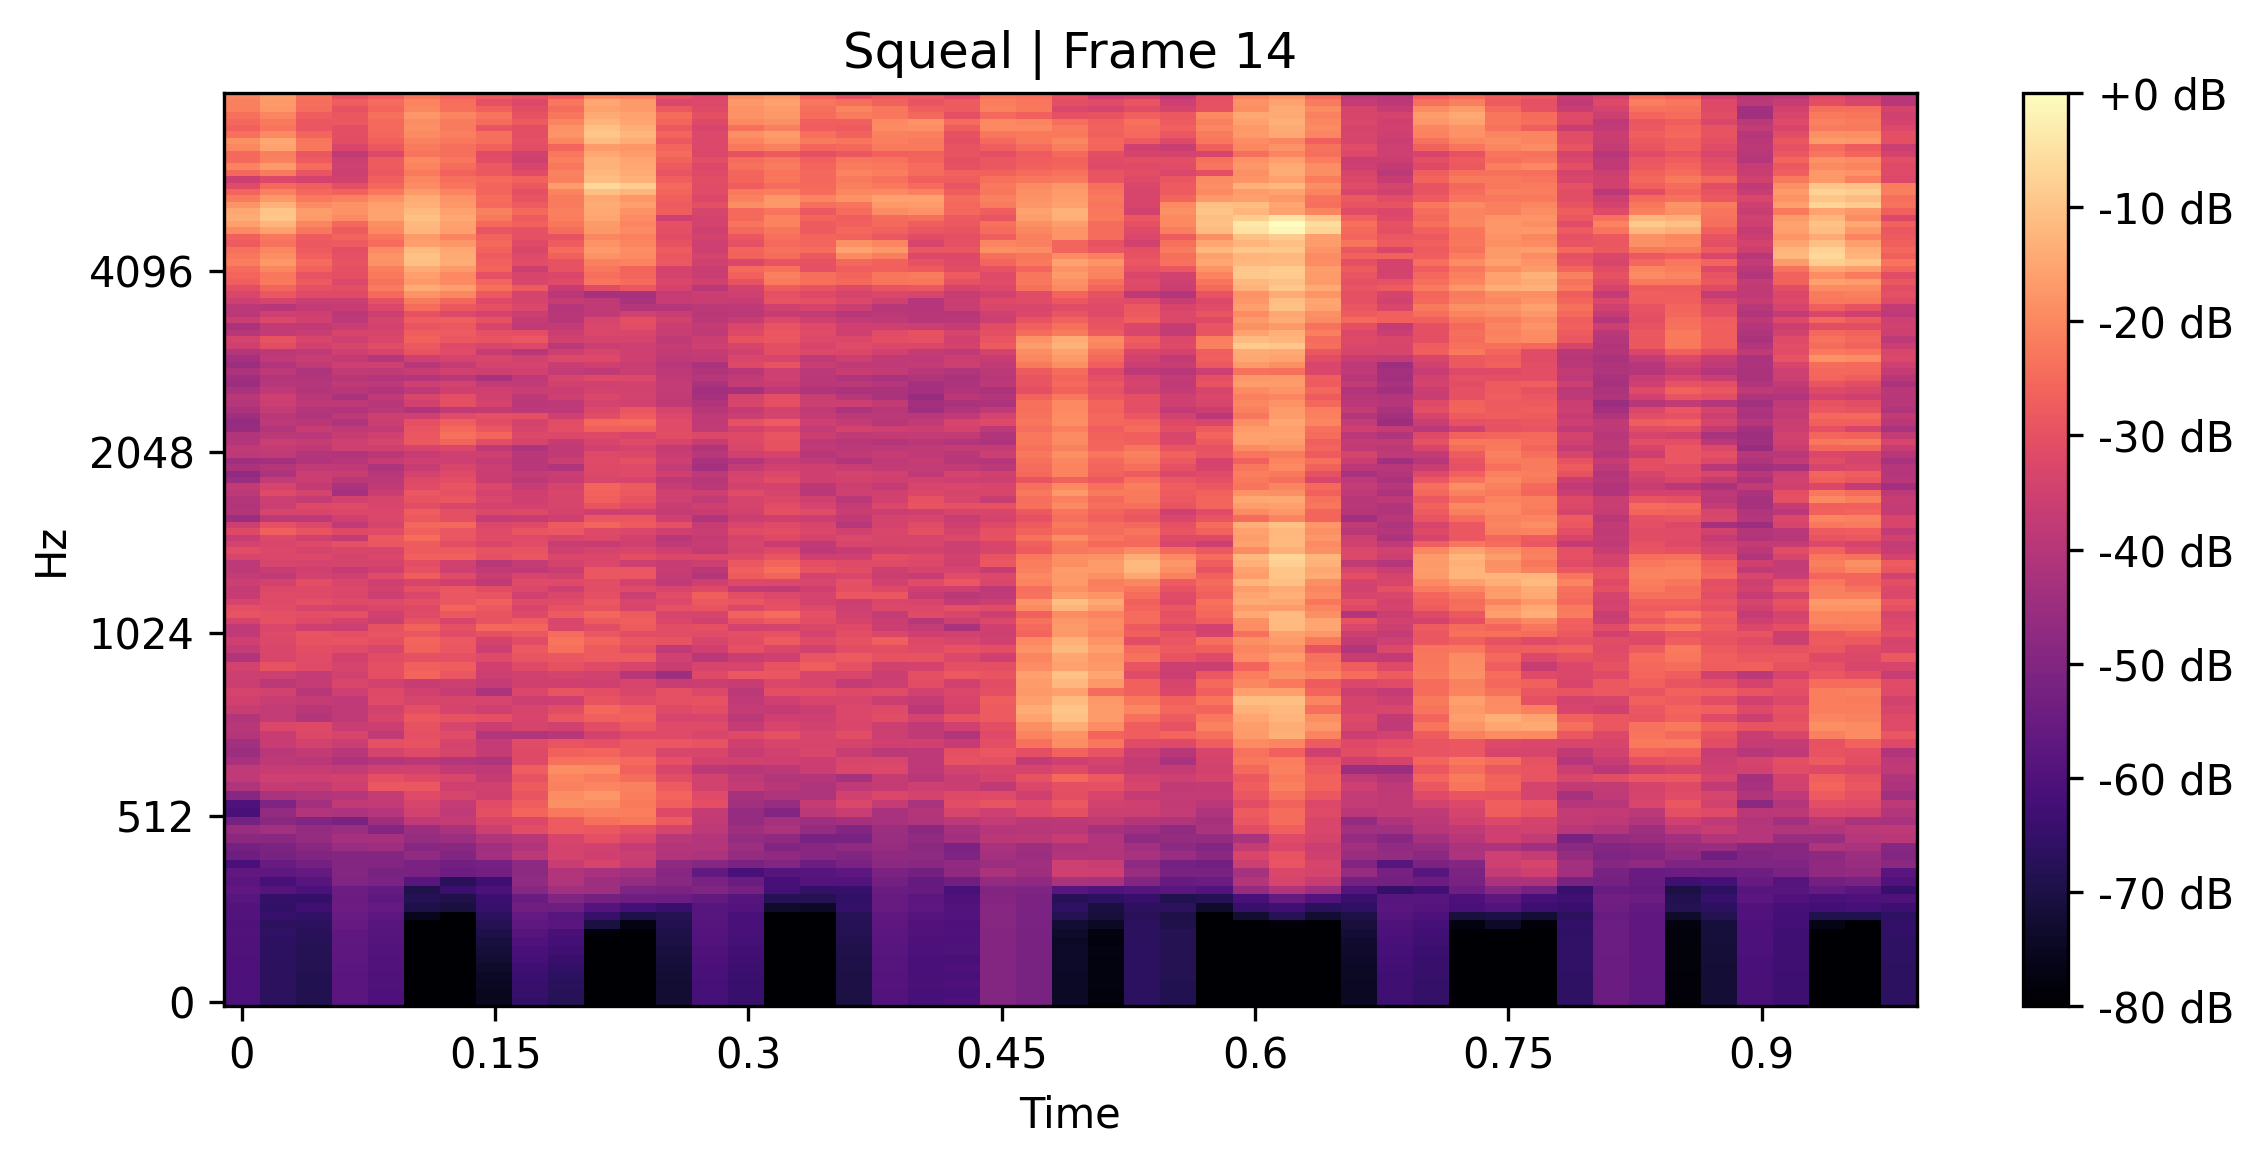 Squeal | Frame 14
Hz
4096
2048
1024
512
0
0 0.15 0.3 0.45 0.6 0.75 0.9
Time
+0 dB
-10 dB
-20 dB
-30 dB
-40 dB
-50 dB
-60 dB
-70 dB
-80 dB